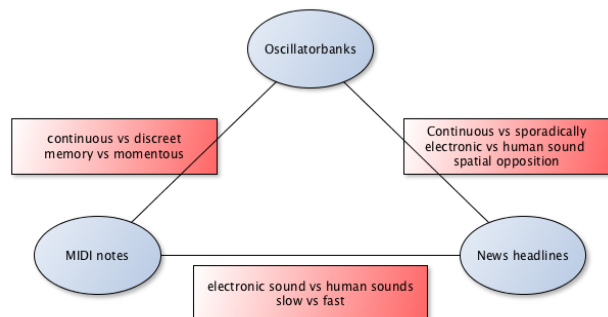 Oscillatorbanks
continuous vs discreet
memory vs momentous
Continuous vs sporadically
electronic vs human sound
spatial opposition
MIDI notes
News headlines
electronic sound vs human sounds
slow vs fast